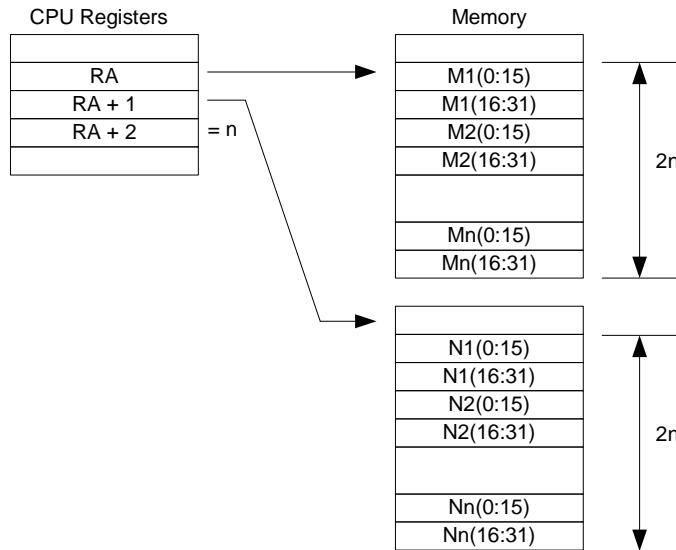 CPU Registers
Memory
RA
RA + 1
RA + 2
= n
M1(0:15)
M1(16:31)
M2(0:15)
M2(16:31)
Mn(0:15)
Mn(16:31)
2n
N1(0:15)
N1(16:31)
N2(0:15)
N2(16:31)
Nn(0:15)
Nn(16:31)
2n